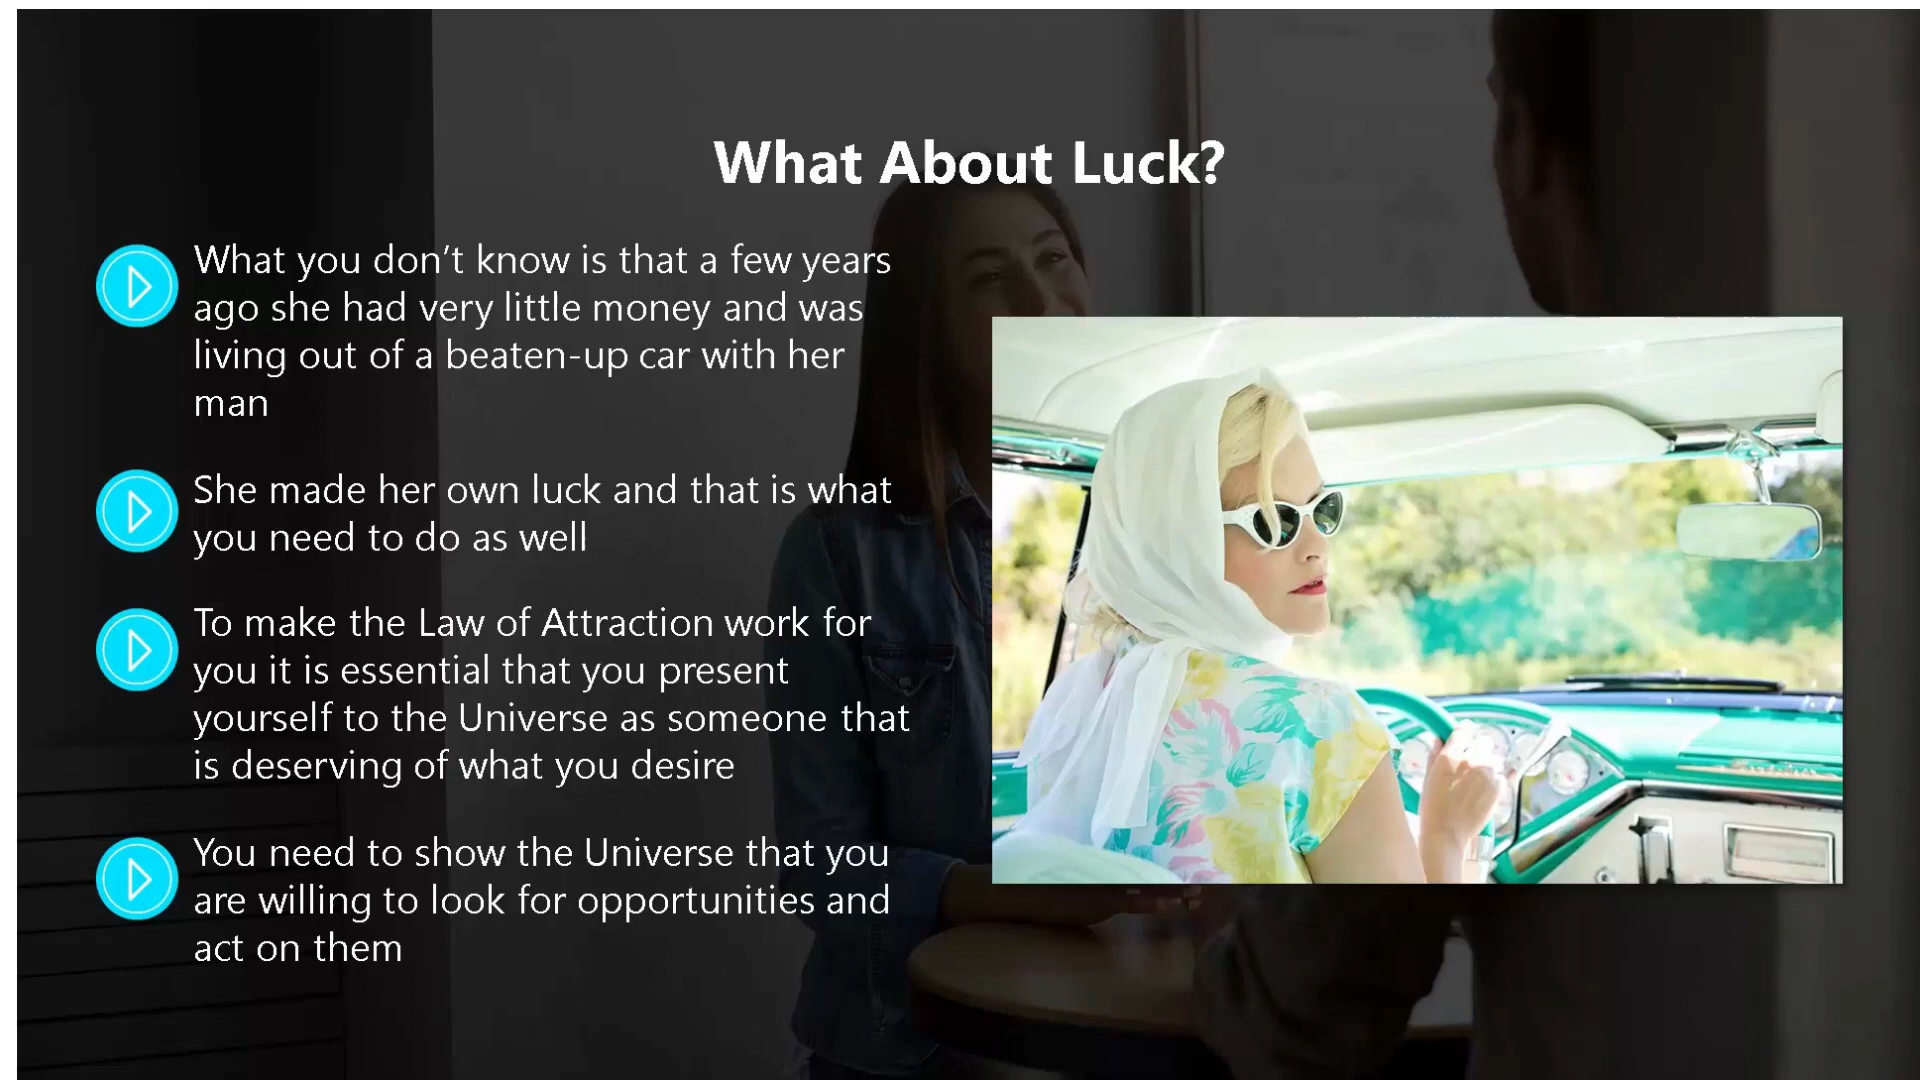 What About Luck?
What you don’t know is that a few years
ago she had very little money and was
living out of a beaten-up car with her
man
She made her own luck and that is what
you need to do as well
To make the Law of Attraction work for
you it is essential that you present
yourself to the Universe as someone that
is deserving of what you desire
You need to show the Universe that you
are willing to look for opportunities and
act on them